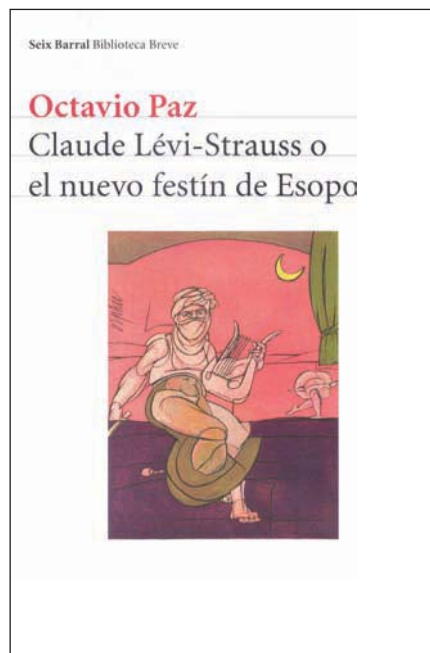 Seix Barral Biblioteca Breve
Octavio Paz
Claude Lévi-Strauss o
el nuevo festín de Esopo